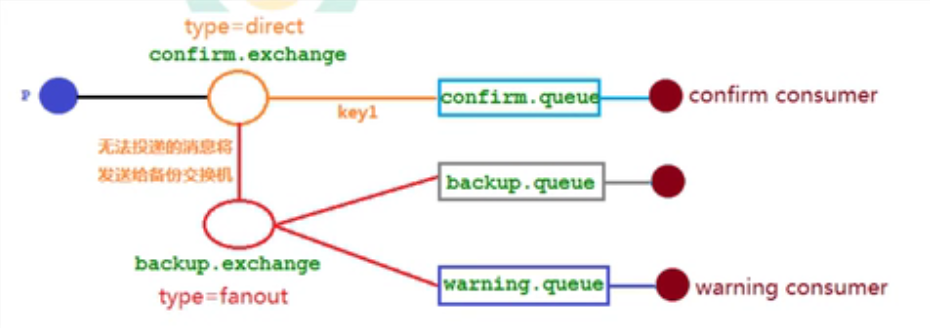 type=direct
confirm.exchange
P
confirm.queue
confirm consumer
key1
无法投递的消息将
发送给备份交换机
backup.queue
backup.exchange
type=fanout
warning.queue
warning consumer